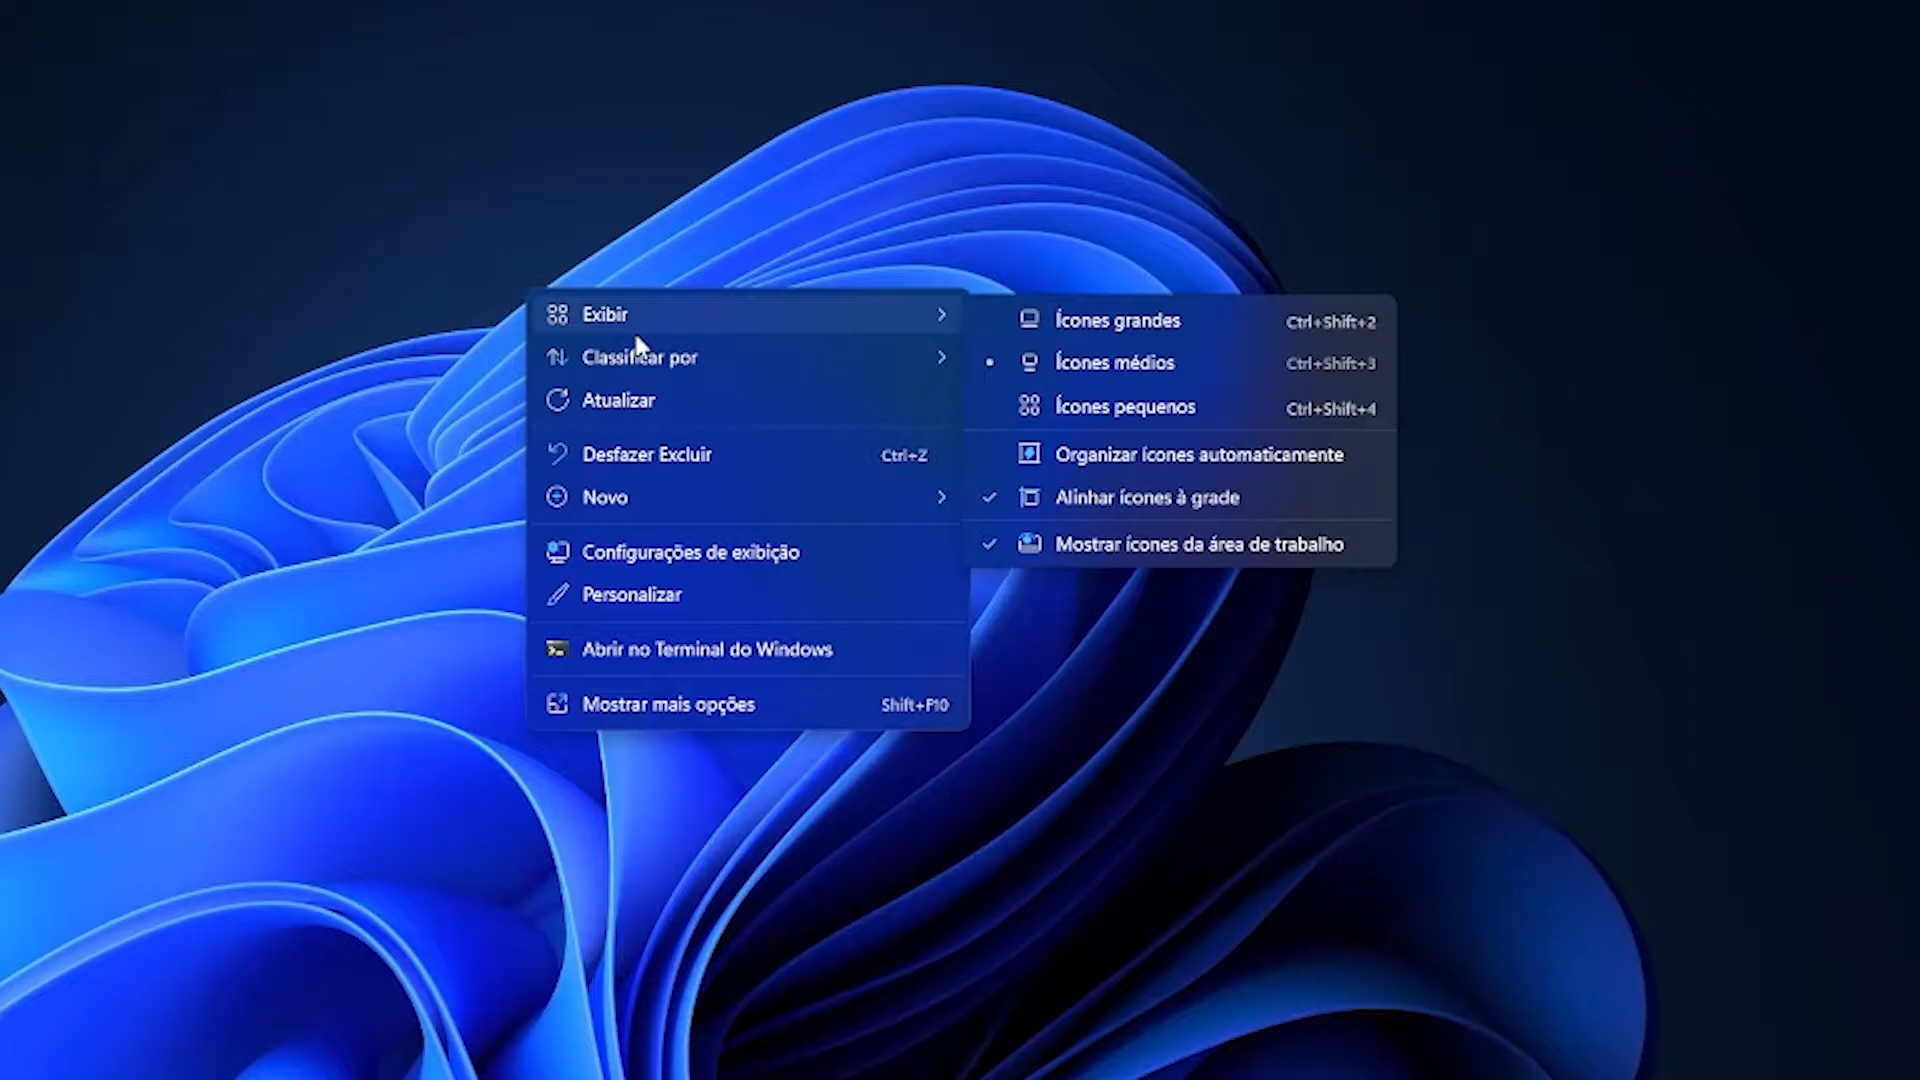 Exibir
Classificar por
Atualizar
Desfazer Excluir Ctrl+Z
Novo
Configurações de exibição
Personalizar
Abrir no Terminal do Windows
Mostrar mais opções Shift+F10
Ícones grandes Ctrl+Shift+2
Ícones médios Ctrl+Shift+3
Ícones pequenos Ctrl+Shift+4
Organizar ícones automaticamente
Alinhar ícones à grade
Mostrar ícones da área de trabalho